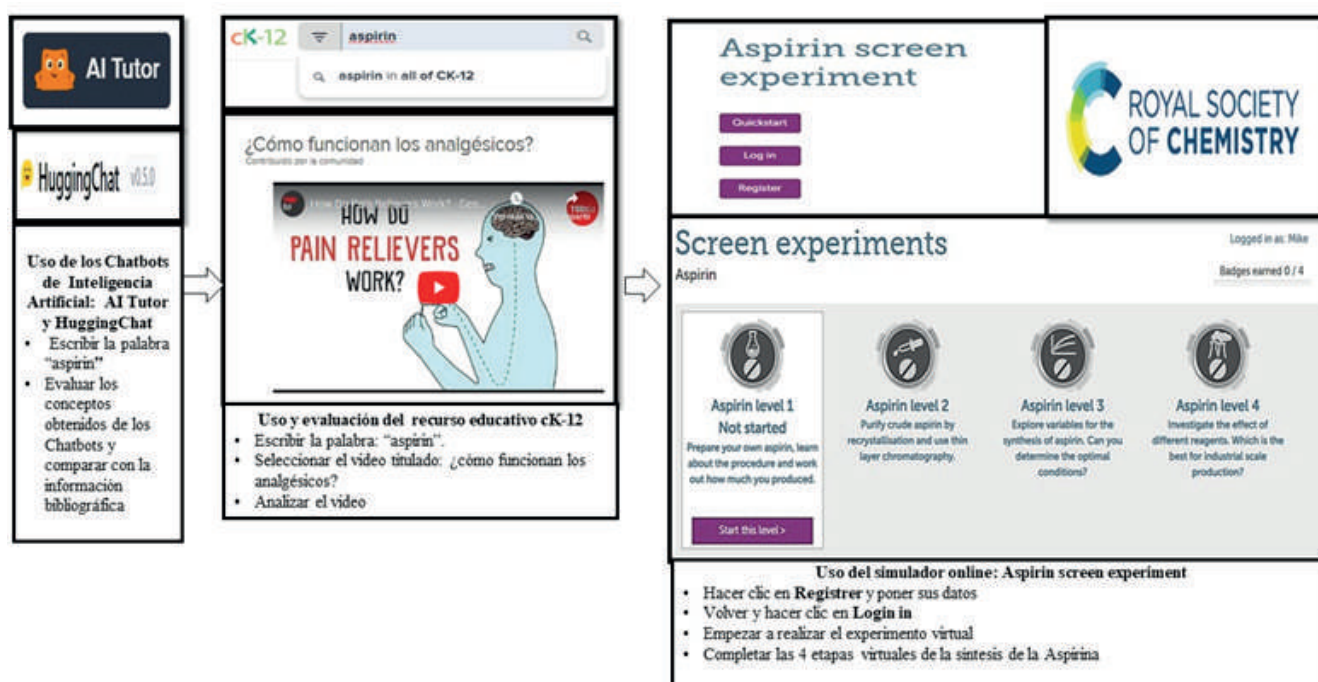 AI Tutor
HuggingChat v0.5.0
Uso de los Chatbots
de Inteligencia
Artificial: AI Tutor
y HuggingChat
• Escribir la palabra
“aspirin”
• Evaluar los
conceptos
obtenidos de los
Chatbots y
comparar con la
información
bibliográfica
cK-12
aspirin
aspirin in all of CK-12
¿Cómo funcionan los analgésicos?
Contribuido por la comunidad
HOW DO
PAIN RELIEVERS
WORK?
Uso y evaluación del recurso educativo cK-12
• Escribir la palabra: “aspirin”.
• Seleccionar el video titulado: ¿cómo funcionan los
analgésicos?
• Analizar el video
Aspirin screen
experiment
Quickstart
Log in
Register
ROYAL SOCIETY
OF CHEMISTRY
Screen experiments
Logged in as: Mike
Aspirin
Badges earned 0 / 4
Aspirin level 1
Not started
Prepare your own aspirin, learn
about the procedure and work
out how much you produced.
Start this level >
Aspirin level 2
Purify crude aspirin by
recrystallisation and use thin
layer chromatography.
Aspirin level 3
Explore variables for the
synthesis of aspirin. Can you
determine the optimal
conditions?
Aspirin level 4
Investigate the effect of
different reagents. Which is the
best for industrial scale
production?
Uso del simulador online: Aspirin screen experiment
• Hacer clic en Registrer y poner sus datos
• Volver y hacer clic en Login in
• Empezar a realizar el experimento virtual
• Completar las 4 etapas virtuales de la síntesis de la Aspirina